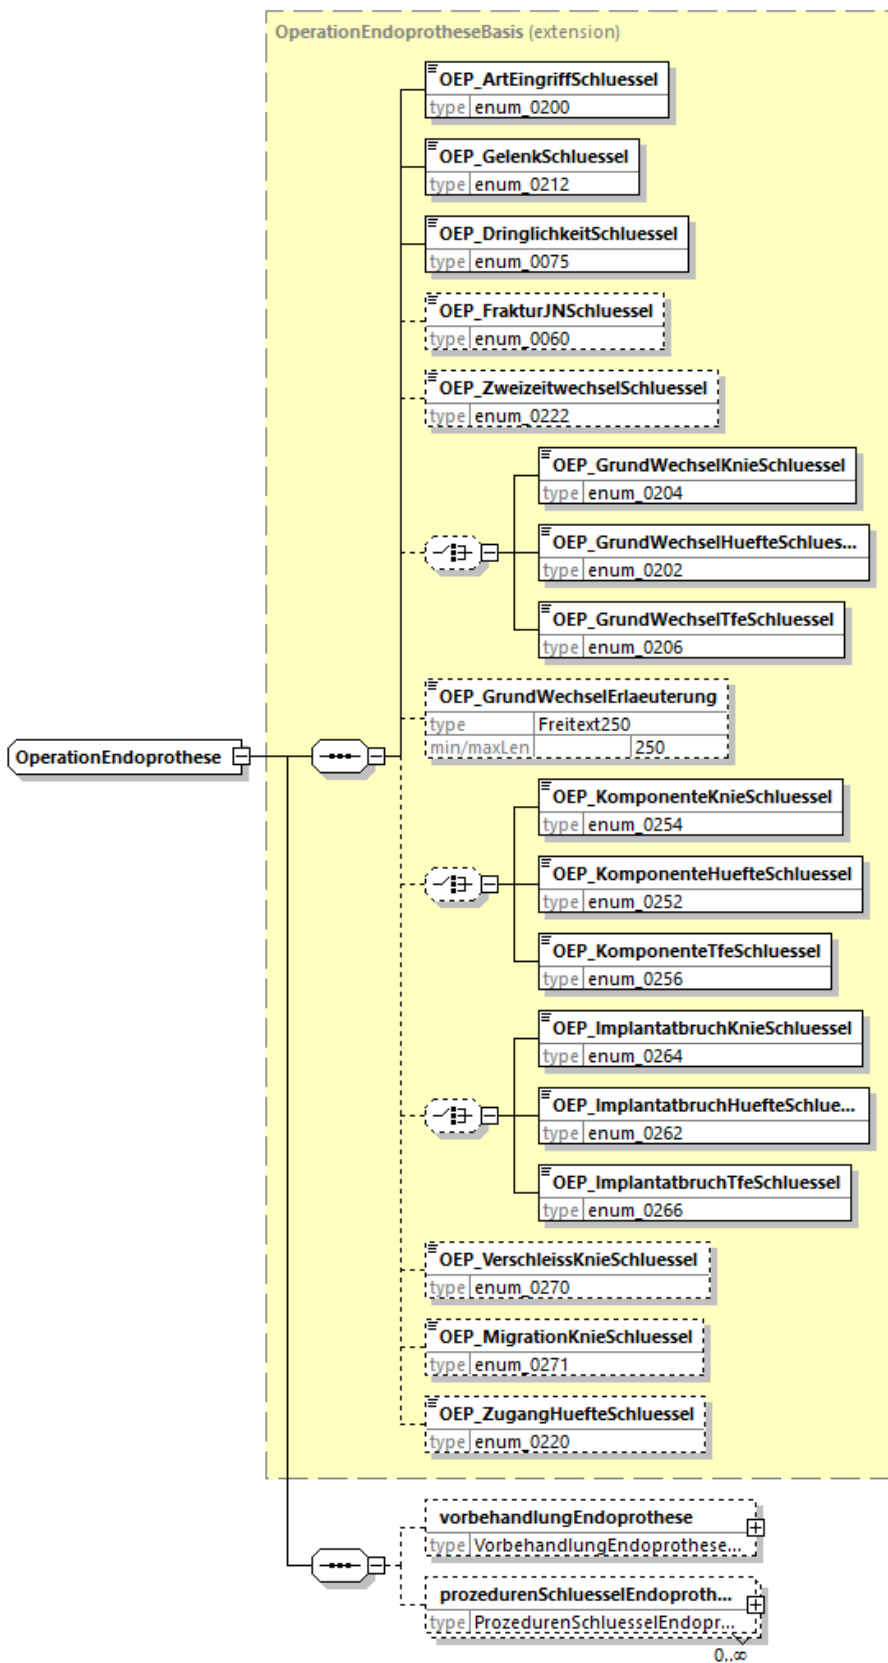 OperationEndoprotheseBasis (extension)
OEP_ArtEingriffSchluessel
type enum_0200
OEP_GelenkSchluessel
type enum_0212
OEP_DringlichkeitSchluessel
type enum_0075
OEP_FrakturJNSchluessel
type enum_0060
OEP_ZweizeitwechselSchluessel
type enum_0222
OEP_GrundWechselKnieSchluessel
type enum_0204
OEP_GrundWechselHuefteSchlues...
type enum_0202
OEP_GrundWechselTfeSchluessel
type enum_0206
OEP_GrundWechselErlaeuterung
type Freitext250
min/maxLen 250
OperationEndoprothese
OEP_KomponenteKnieSchluessel
type enum_0254
OEP_KomponenteHuefteSchluessel
type enum_0252
OEP_KomponenteTfeSchluessel
type enum_0256
OEP_ImplantatbruchKnieSchluessel
type enum_0264
OEP_ImplantatbruchHuefteSchlue...
type enum_0262
OEP_ImplantatbruchTfeSchluessel
type enum_0266
OEP_VerschleissKnieSchluessel
type enum_0270
OEP_MigrationKnieSchluessel
type enum_0271
OEP_ZugangHuefteSchluessel
type enum_0220
vorbehandlungEndoprothese
type VorbehandlungEndoprothese...
prozedurenSchluesselEndoproth...
type ProzedurenSchluesselEndopr...
0..∞